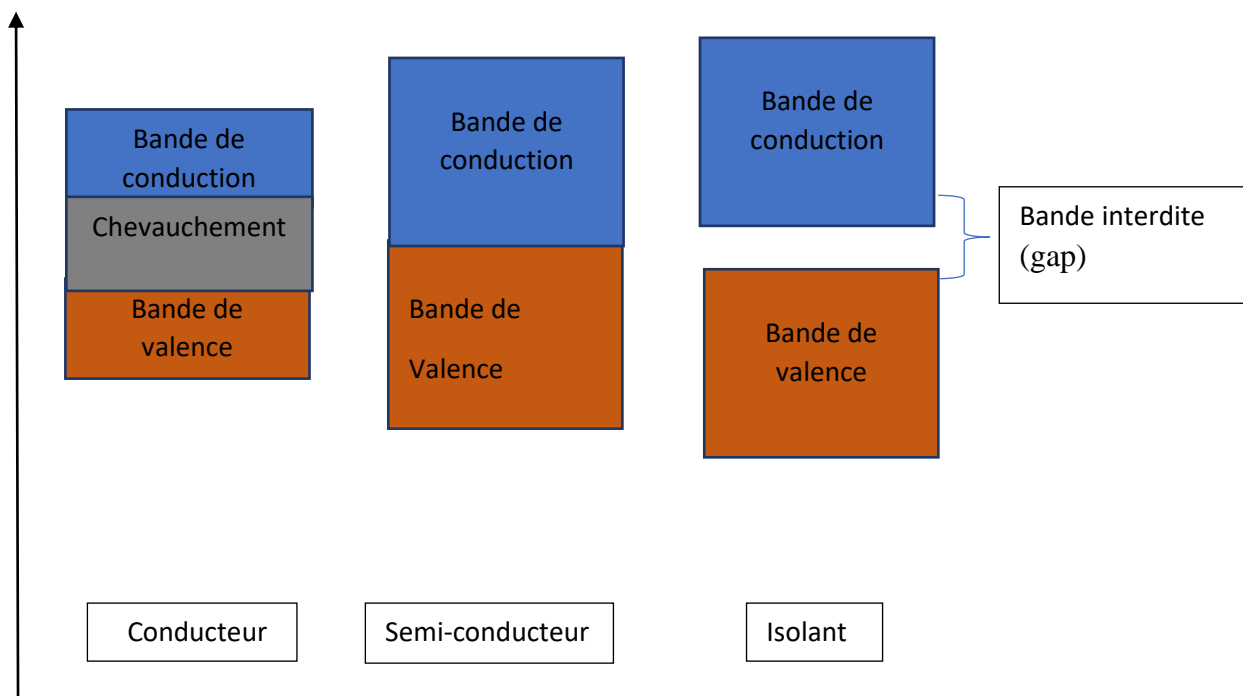 Bande de
conduction
Chevauchement
Bande de
valence
Bande de
conduction
Bande de
Valence
Bande de
conduction
Bande de
valence
Bande interdite
(gap)
Conducteur
Semi-conducteur
Isolant